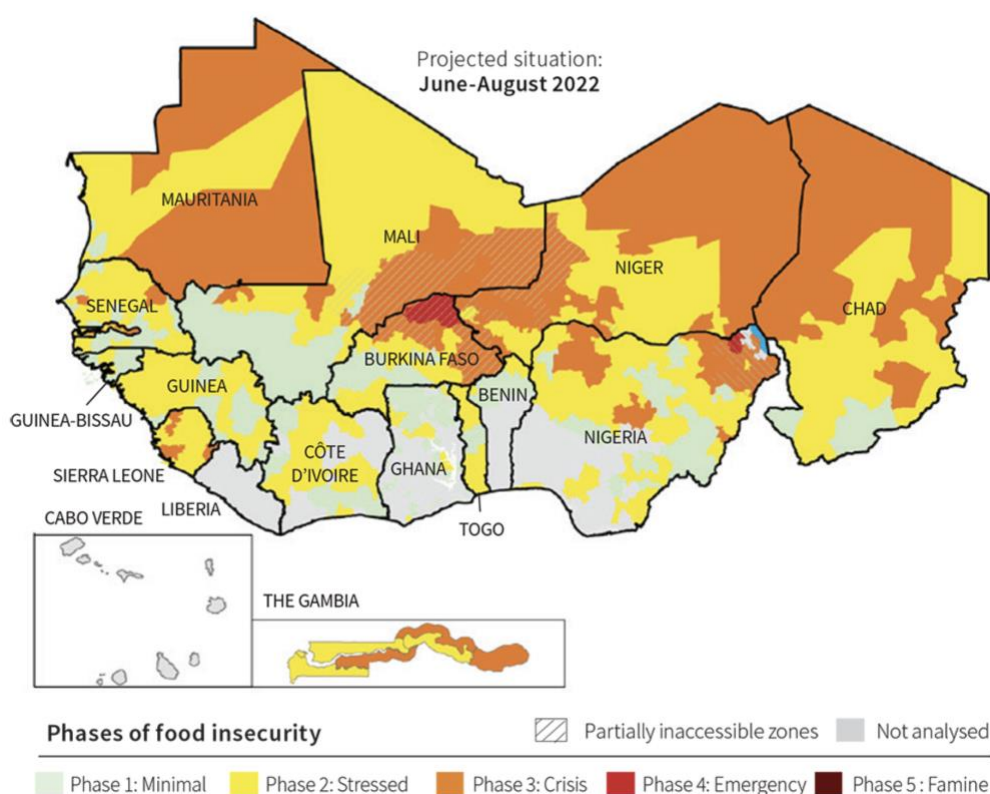 Projected situation:
June-August 2022
MAURITANIA
MALI
NIGER
CHAD
SENEGAL
BURKINA FASO
GUINEA
BENIN
GUINEA-BISSAU
NIGERIA
CÔTE
D'IVOIRE
GHANA
SIERRA LEONE
LIBERIA
TOGO
CABO VERDE
THE GAMBIA
Phases of food insecurity
Partially inaccessible zones
Not analysed
Phase 1: Minimal
Phase 2: Stressed
Phase 3: Crisis
Phase 4: Emergency
Phase 5 : Famine